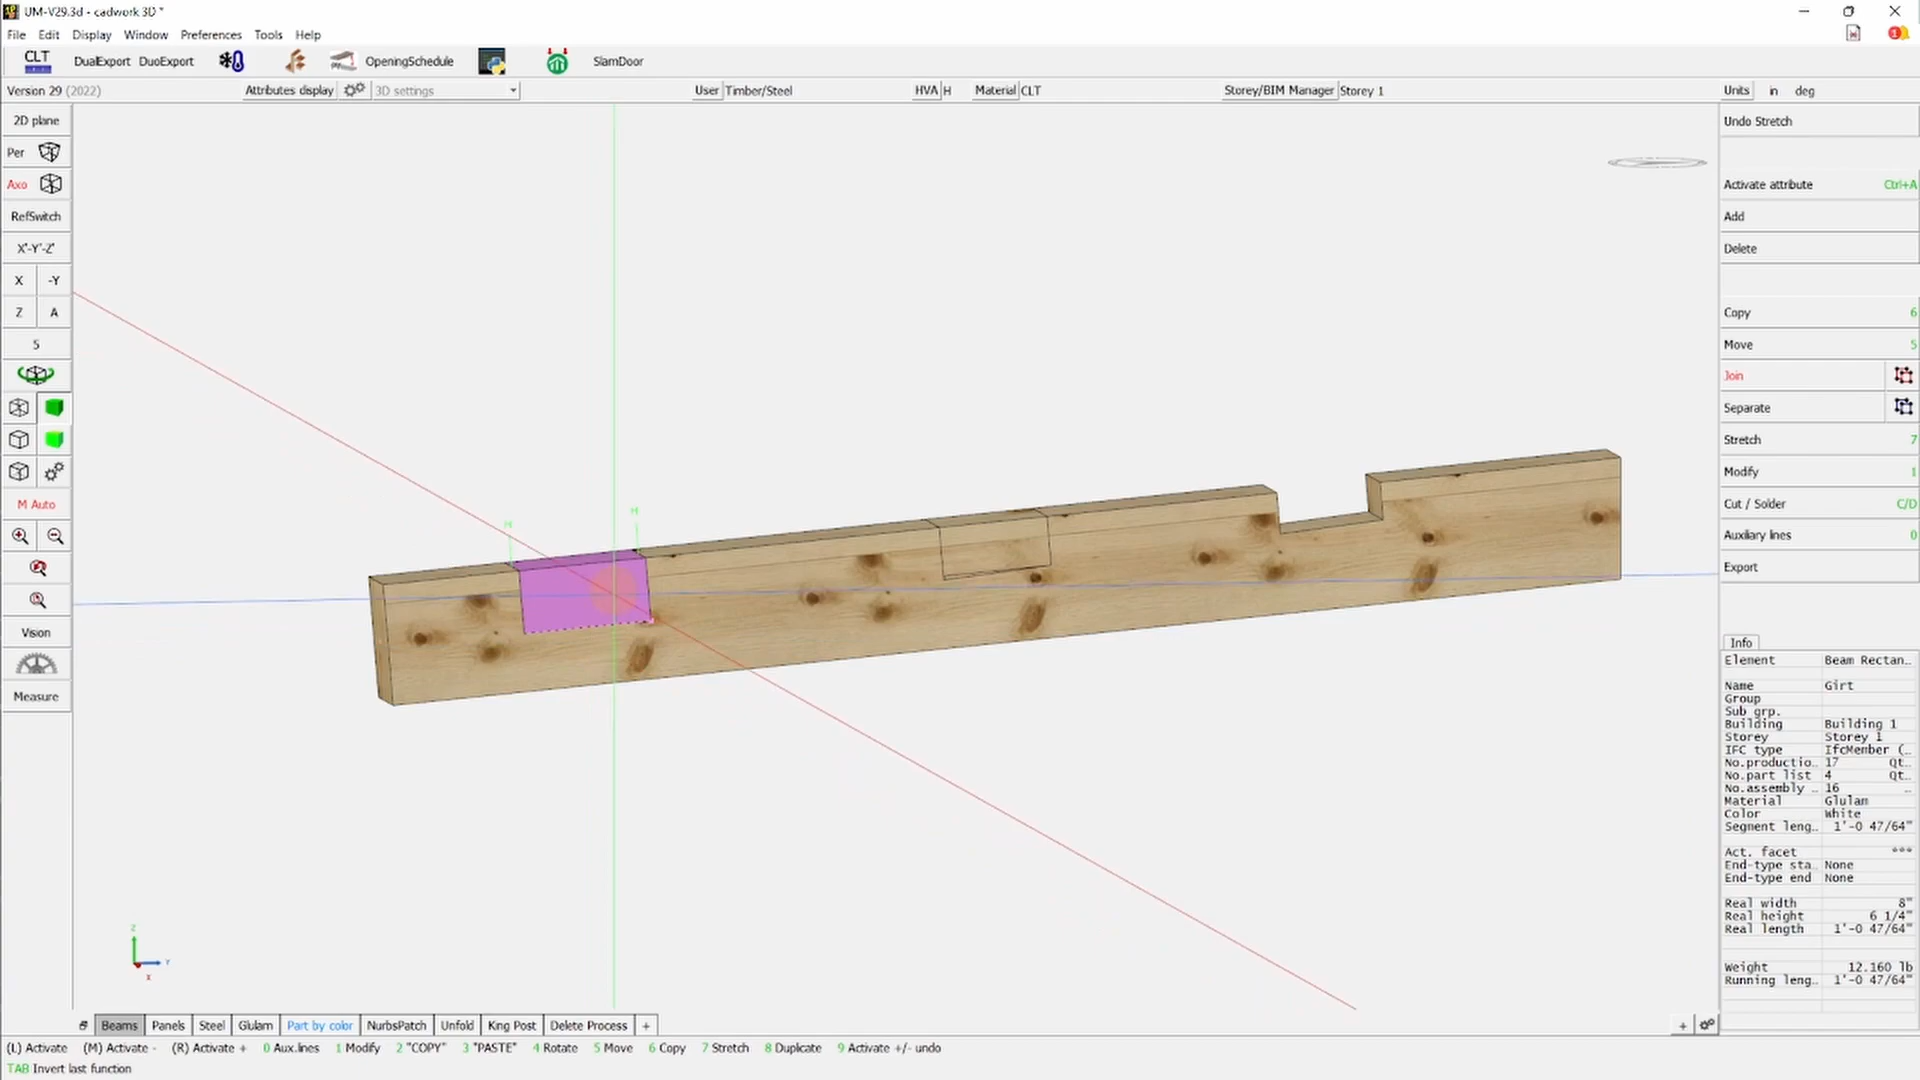 UM-V29.3d - cadwork 3D *
File Edit Display Window Preferences Tools Help
CLT DualExport DuoExport OpeningSchedule SlamDoor
Version 29 (2022) Attributes display 3D settings User Timber/Steel HVA H Material CLT Storey/BIM Manager Storey 1 Units in deg
2D plane
Per
Axo
RefSwitch
X'-Y'-Z'
X -Y
Z A
5
M Auto
Vision
Measure
M M
Z
Y
X
Undo Stretch
Activate attribute Ctrl+A
Add
Delete
Copy 6
Move 5
Join
Separate
Stretch 7
Modify 1
Cut / Solder C/D
Auxiliary lines 0
Export
Info
Element Beam Rectan..
Name Girt
Group
Sub grp.
Building Building 1
Storey Storey 1
IFC type IfcMember (..
No.productio.. 17 Qt..
No.part list 4 Qt..
No.assembly .. 16 ..
Material Glulam
Color White
Segment leng.. 1'-0 47/64"
Act. facet ***
End-type sta.. None
End-type end None
Real width 8"
Real height 6 1/4"
Real length 1'-0 47/64"
Weight 12.160 lb
Running leng.. 1'-0 47/64"
Beams Panels Steel Glulam Part by color NurbsPatch Unfold King Post Delete Process + +
(L) Activate (M) Activate - (R) Activate + 0 Aux.lines 1 Modify 2 "COPY" 3 "PASTE" 4 Rotate 5 Move 6 Copy 7 Stretch 8 Duplicate 9 Activate +/- undo
TAB Invert last function